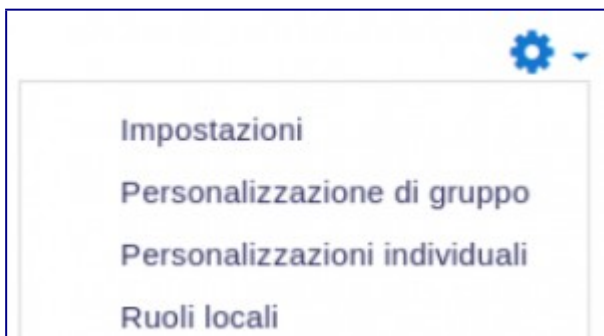 Impostazioni
Personalizzazione di gruppo
Personalizzazioni individuali
Ruoli locali